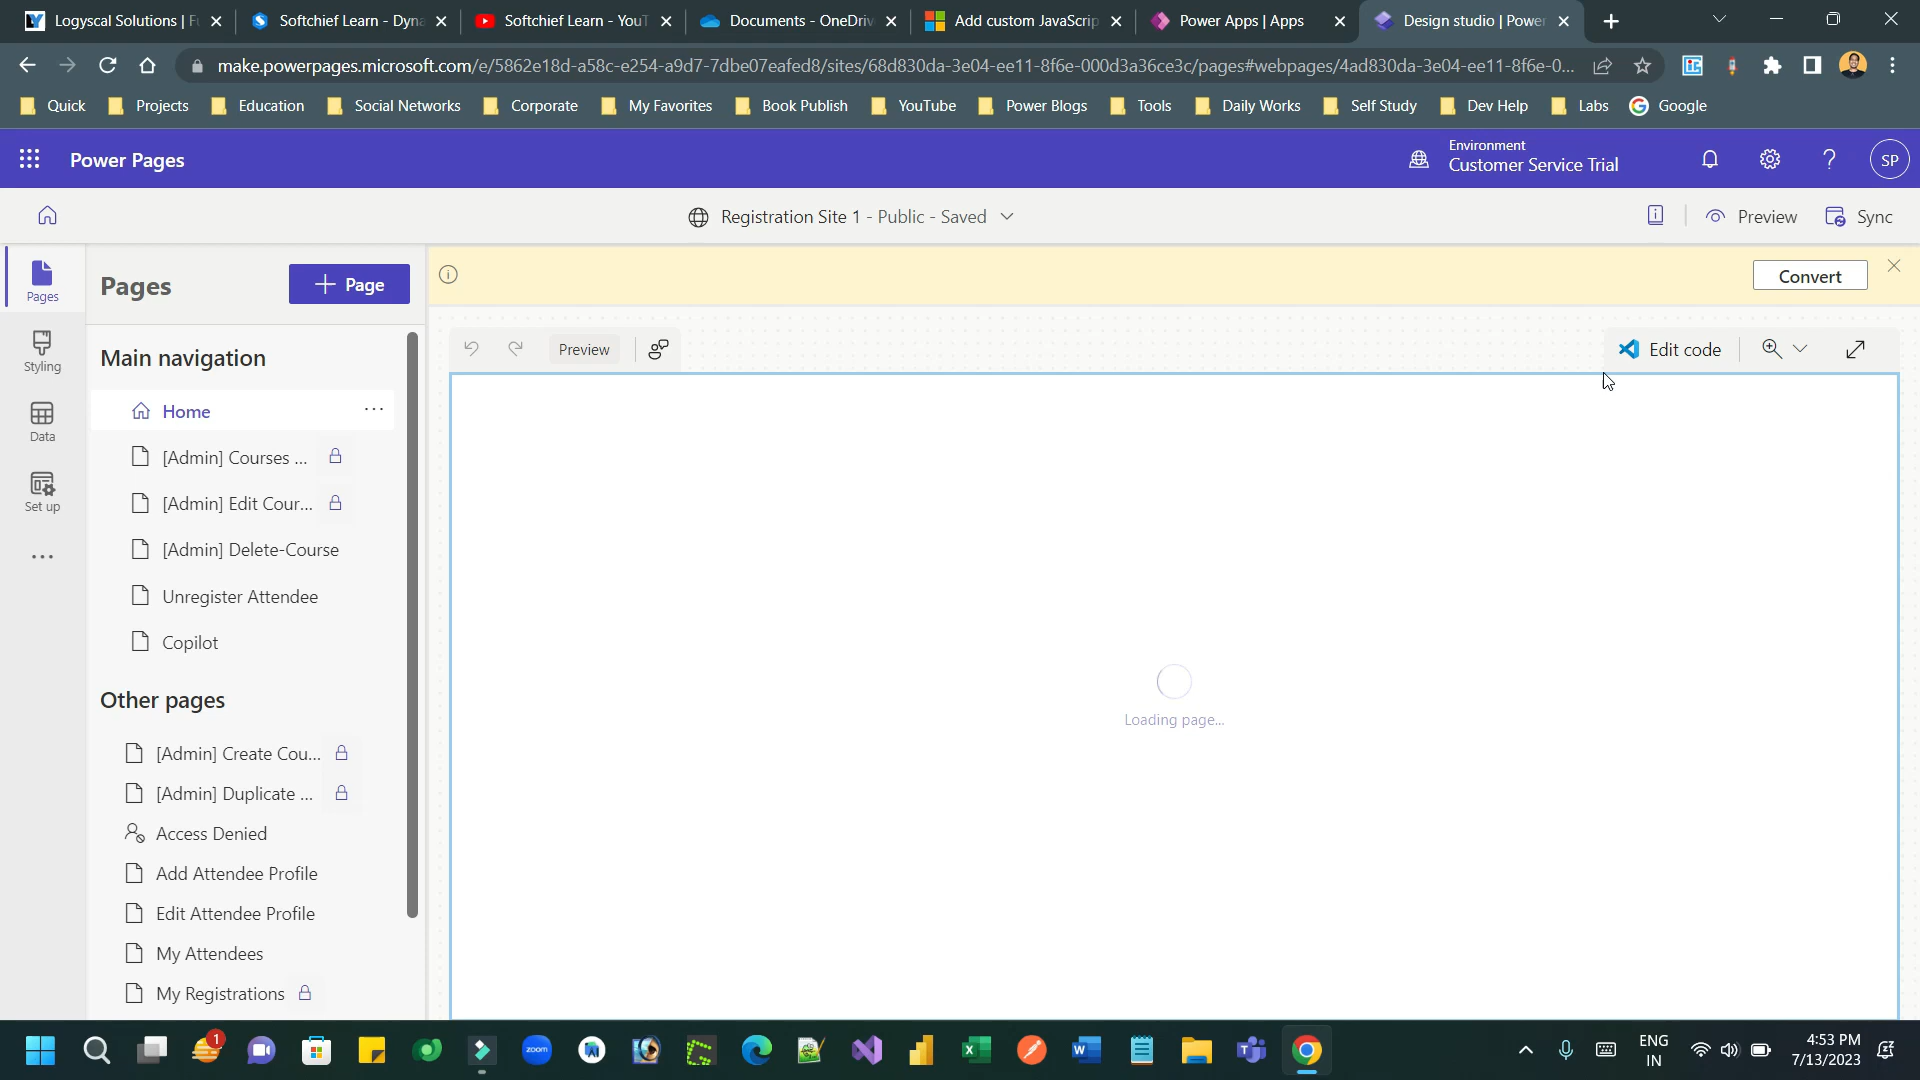 Logyscal Solutions | Fu
Softchief Learn - Dyna
Softchief Learn - YouT
Documents - OneDriv
Add custom JavaScrip
Power Apps | Apps
Design studio | Power
make.powerpages.microsoft.com/e/5862e18d-a58c-e254-a9d7-7dbe07eafed8/sites/68d830da-3e04-ee11-8f6e-000d3a36ce3c/pages#webpages/4ad830da-3e04-ee11-8f6e-0...
Quick
Projects
Education
Social Networks
Corporate
My Favorites
Book Publish
YouTube
Power Blogs
Tools
Daily Works
Self Study
Dev Help
Labs
Google
Power Pages
Environment
Customer Service Trial
SP
Registration Site 1 - Public - Saved
Preview
Sync
Pages
Styling
Data
Set up
Pages
+ Page
Convert
Main navigation
Home
[Admin] Courses ...
[Admin] Edit Cour...
[Admin] Delete-Course
Unregister Attendee
Copilot
Other pages
[Admin] Create Cou...
[Admin] Duplicate ...
Access Denied
Add Attendee Profile
Edit Attendee Profile
My Attendees
My Registrations
Preview
Edit code
Loading page...
1
zoom
ENG
IN
4:53 PM
7/13/2023